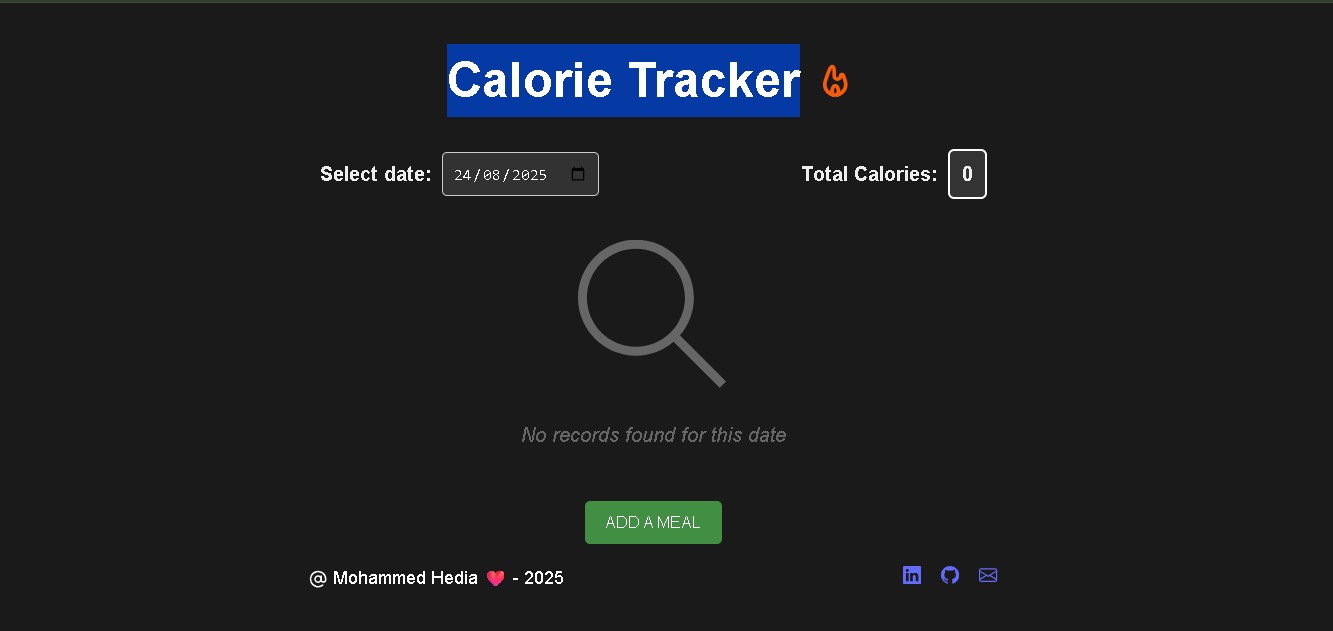 Calorie Tracker
Select date: 24/08/2025 Total Calories: 0
No records found for this date
ADD A MEAL
@ Mohammed Hedia ❤️ - 2025